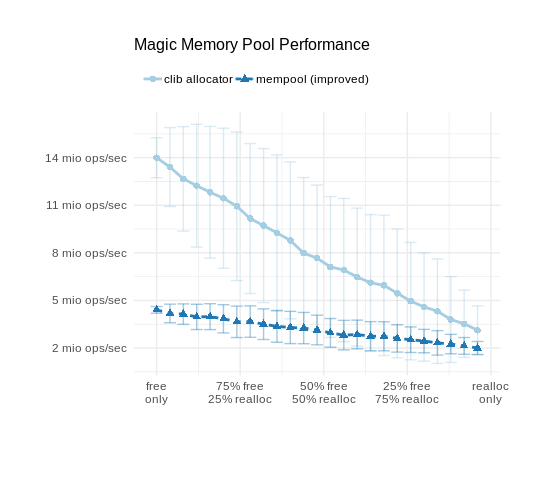 Magic Memory Pool Performance
clib allocator mempool (improved)
14 mio ops/sec
11 mio ops/sec
8 mio ops/sec
5 mio ops/sec
2 mio ops/sec
free 75% free 50% free 25% free realloc
only 25% realloc 50% realloc 75% realloc only